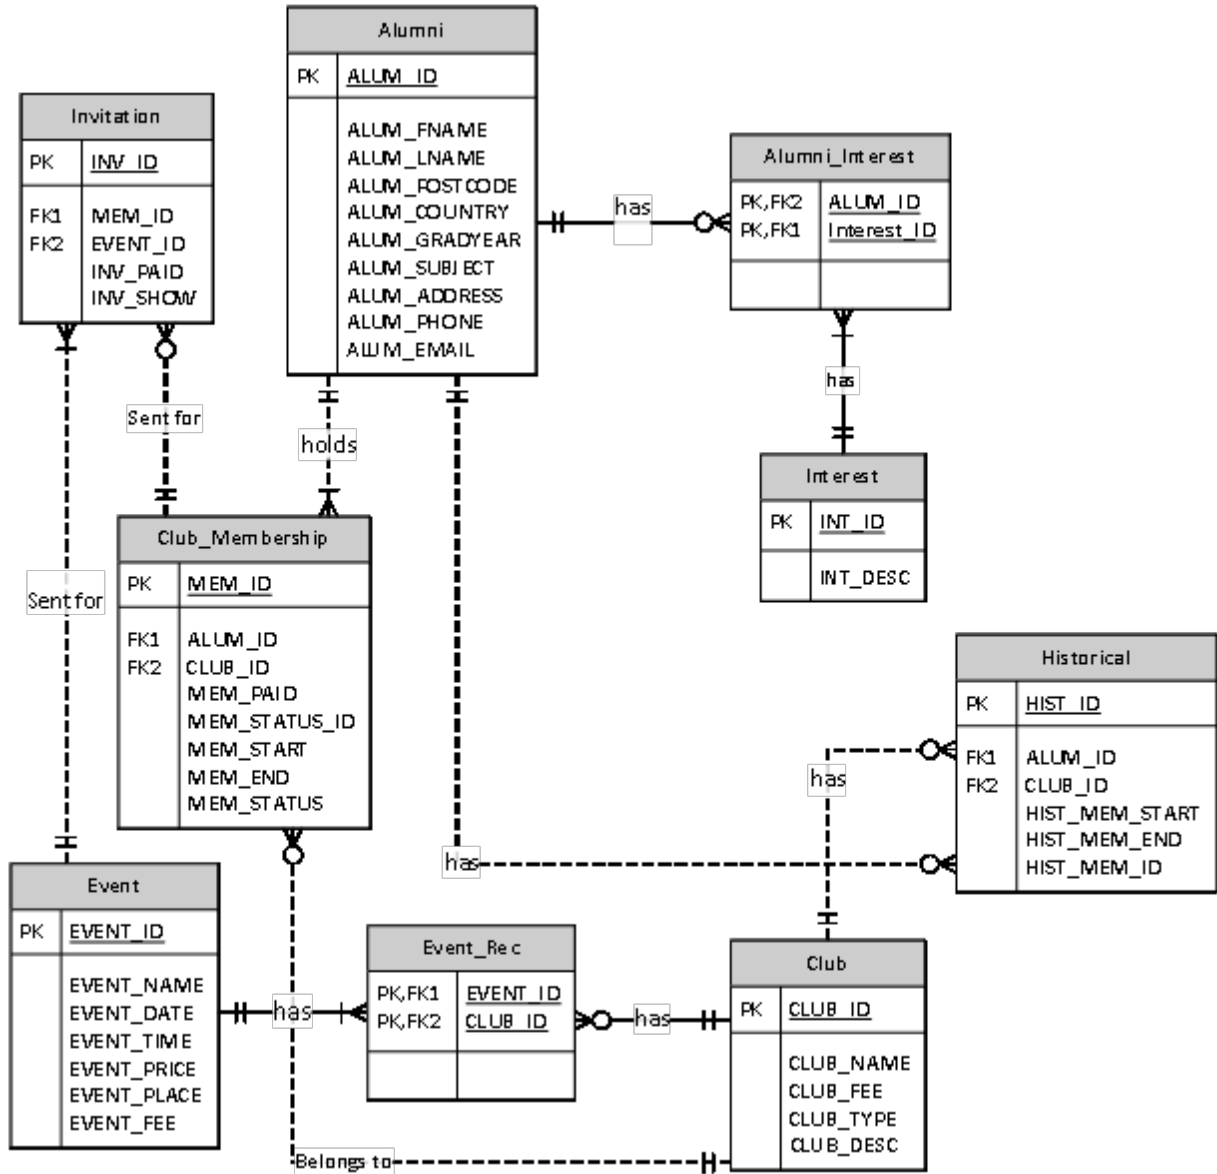 Alumni
PK ALUM_ID
ALUM_FNAME
ALUM_LNAME
ALUM_POSTCODE
ALUM_COUNTRY
ALUM_GRADYEAR
ALUM_SUBJECT
ALUM_ADDRESS
ALUM_PHONE
ALUM_EMAIL
Invitation
PK INV_ID
FK1 MEM_ID
FK2 EVENT_ID
INV_PAID
INV_SHOW
Alumni_Interest
PK,FK2 ALUM_ID
PK,FK1 Interest_ID
has
has
Sent for
holds
Interest
PK INT_ID
INT_DESC
Club_Membership
PK MEM_ID
FK1 ALUM_ID
FK2 CLUB_ID
MEM_PAID
MEM_STATUS_ID
MEM_START
MEM_END
MEM_STATUS
Sent for
Historical
PK HIST_ID
FK1 ALUM_ID
FK2 CLUB_ID
HIST_MEM_START
HIST_MEM_END
HIST_MEM_ID
has
has
Event
PK EVENT_ID
EVENT_NAME
EVENT_DATE
EVENT_TIME
EVENT_PRICE
EVENT_PLACE
EVENT_FEE
has
Event_Rec
PK,FK1 EVENT_ID
PK,FK2 CLUB_ID
has
Club
PK CLUB_ID
CLUB_NAME
CLUB_FEE
CLUB_TYPE
CLUB_DESC
Belongs to